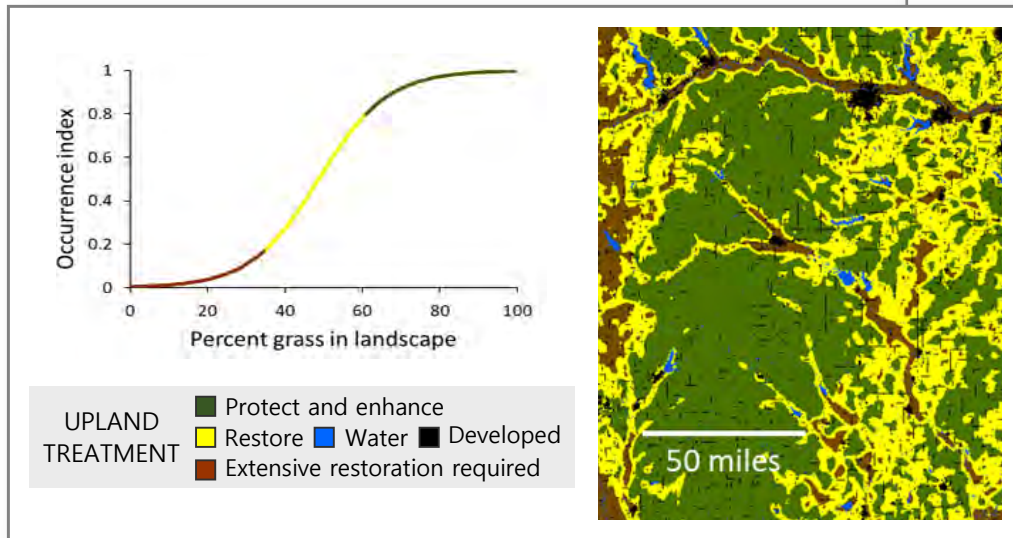 1
0.8
0.6
0.4
0.2
0
Occurrence index
0 20 40 60 80 100
Percent grass in landscape
UPLAND
TREATMENT
Protect and enhance
Restore Water Developed
Extensive restoration required
50 miles